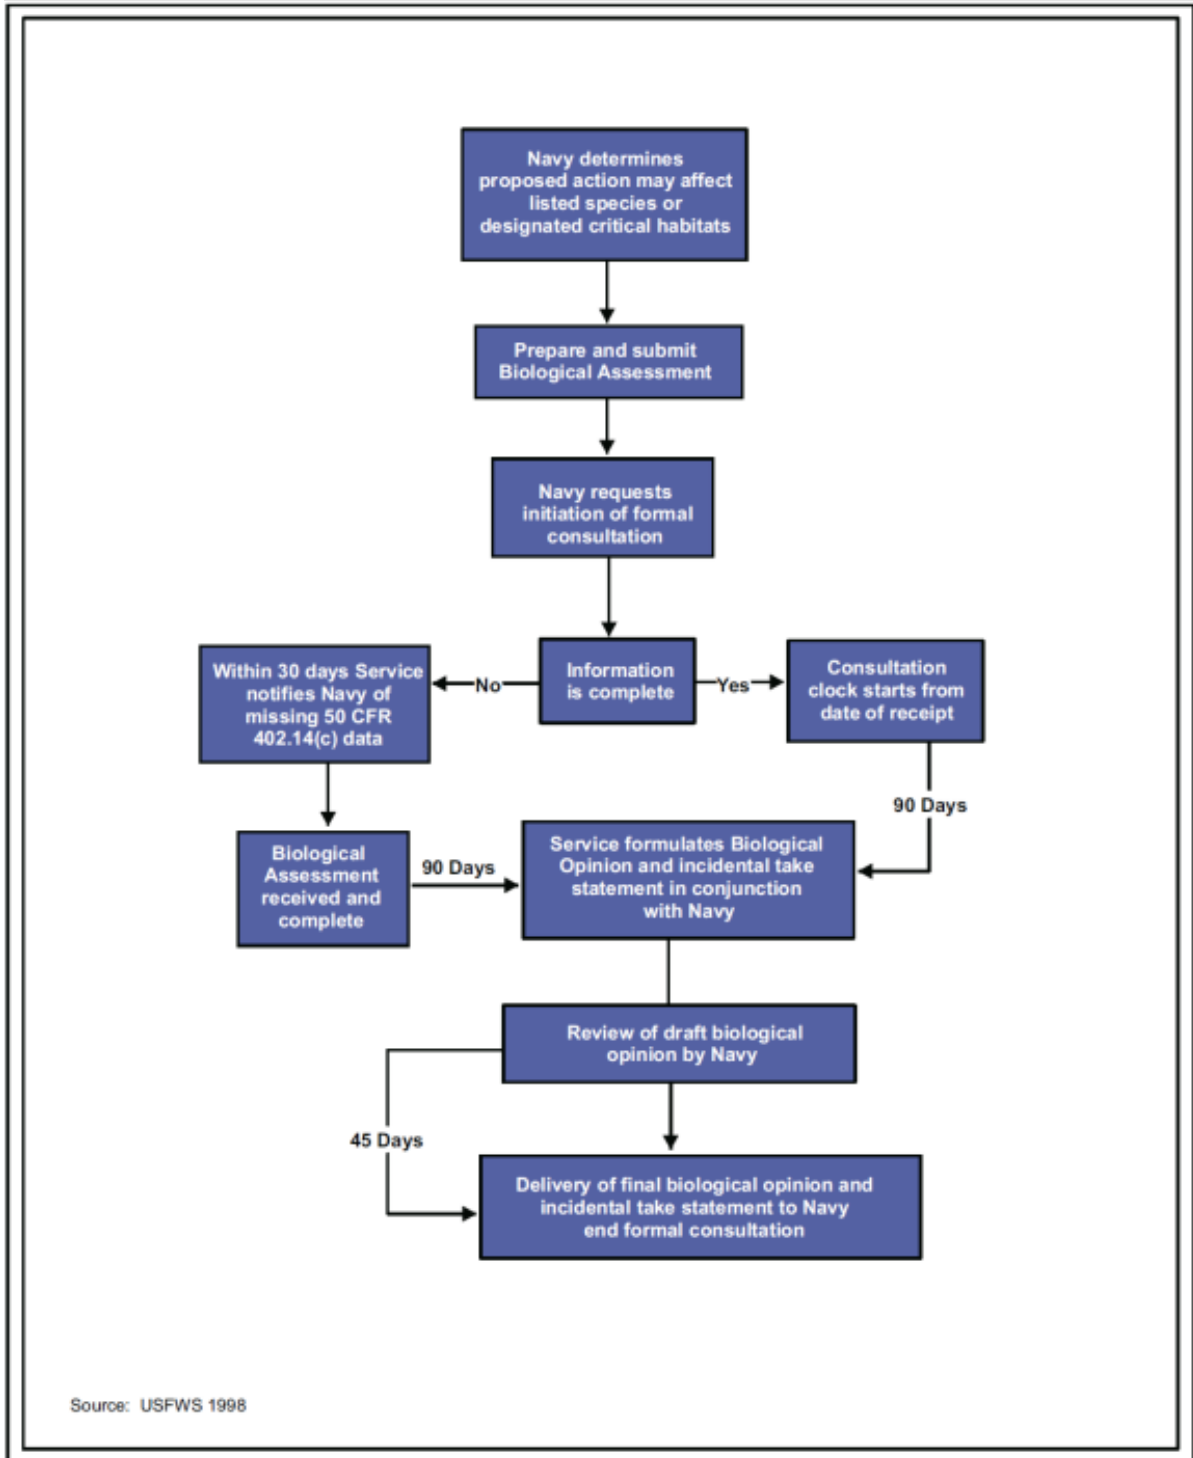 Navy determines
proposed action may affect
listed species or
designated critical habitats
Prepare and submit
Biological Assessment
Navy requests
initiation of formal
consultation
Within 30 days Service
notifies Navy of
missing 50 CFR
402.14(c) data
No
Information
is complete
Yes
Consultation
clock starts from
date of receipt
90 Days
Biological
Assessment
received and
complete
90 Days
Service formulates Biological
Opinion and incidental take
statement in conjunction
with Navy
Review of draft biological
opinion by Navy
45 Days
Delivery of final biological opinion and
incidental take statement to Navy
end formal consultation
Source: USFWS 1998